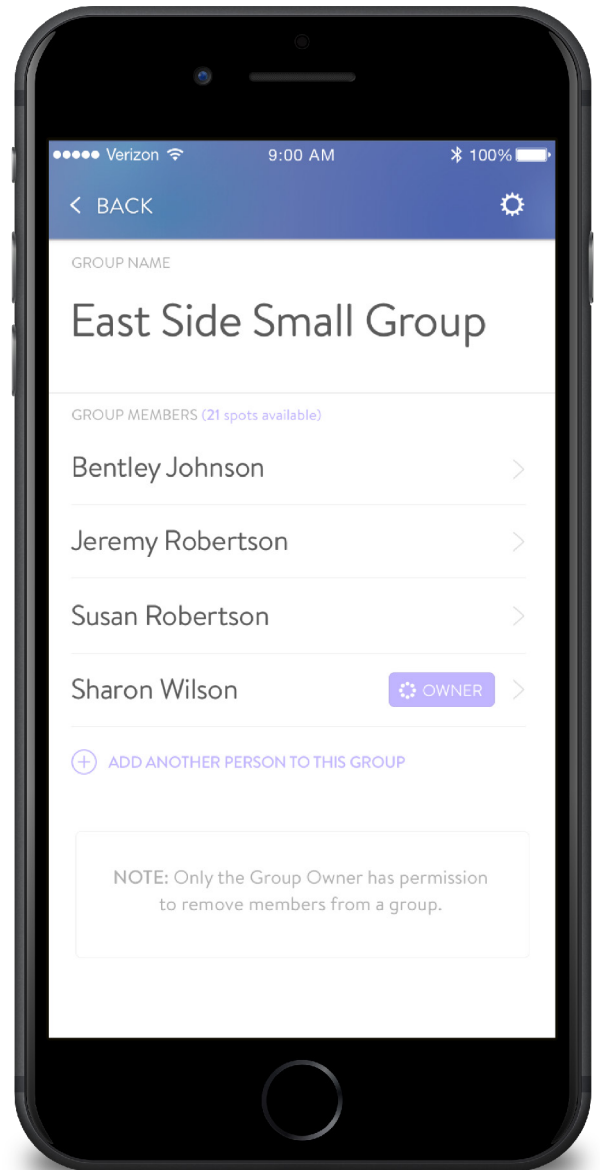 Verizon 9:00 AM 100%
BACK
GROUP NAME
East Side Small Group
GROUP MEMBERS (21 spots available)
Bentley Johnson
Jeremy Robertson
Susan Robertson
Sharon Wilson OWNER
ADD ANOTHER PERSON TO THIS GROUP
NOTE: Only the Group Owner has permission
to remove members from a group.